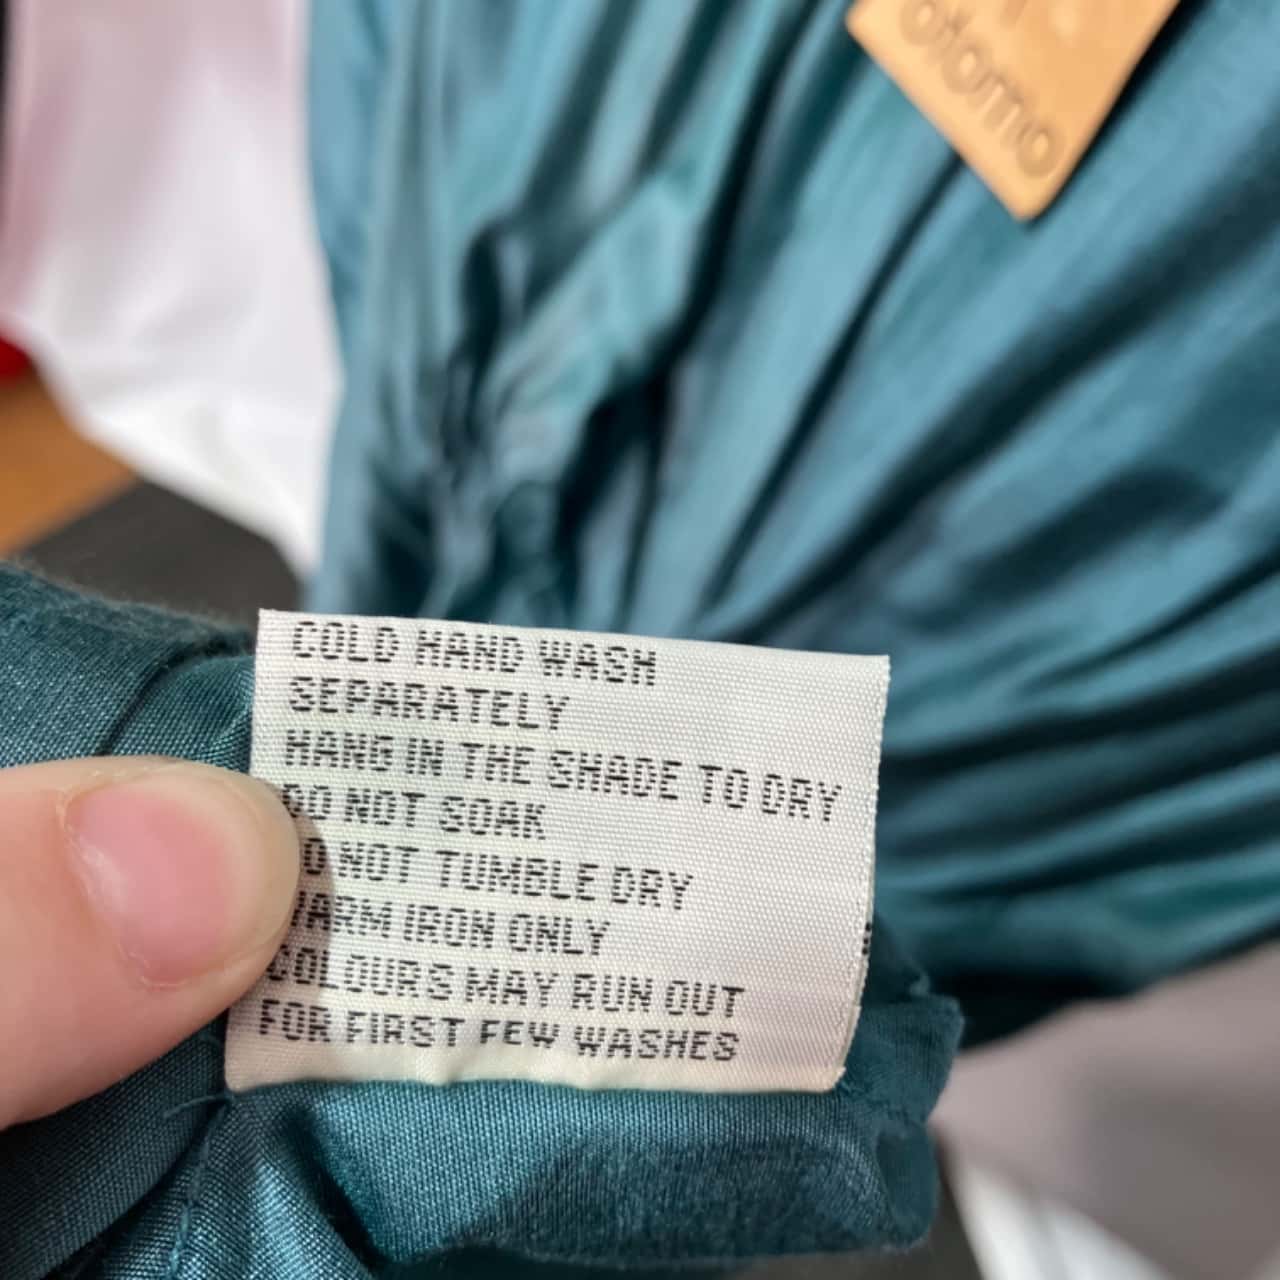 otomo
COLD HAND WASH
SEPARATELY
HANG IN THE SHADE TO DRY
DO NOT SOAK
DO NOT TUMBLE DRY
WARM IRON ONLY
COLOURS MAY RUN OUT
FOR FIRST FEW WASHES